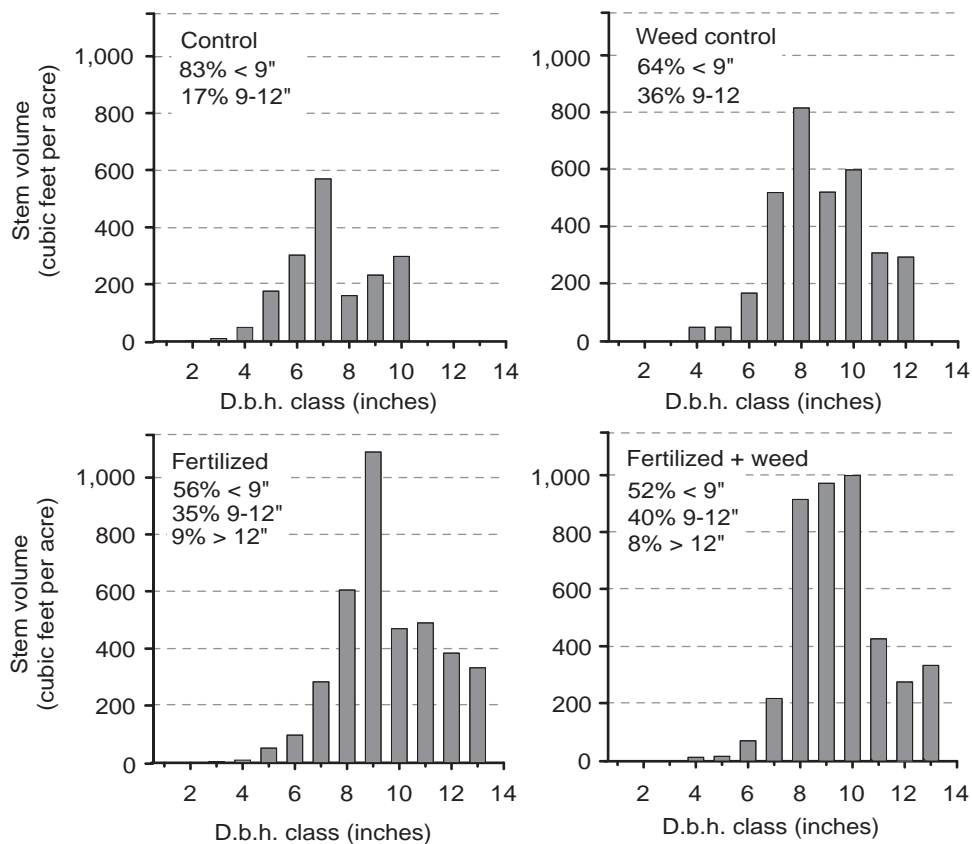 Control
83% < 9"
17% 9-12"
1,000
800
600
400
200
0
2 4 6 8 10 12 14
D.b.h. class (inches)
Stem volume
(cubic feet per acre)
Weed control
64% < 9"
36% 9-12
1,000
800
600
400
200
0
2 4 6 8 10 12 14
D.b.h. class (inches)
Fertilized
56% < 9"
35% 9-12"
9% > 12"
1,000
800
600
400
200
0
2 4 6 8 10 12 14
D.b.h. class (inches)
Stem volume
(cubic feet per acre)
Fertilized + weed
52% < 9"
40% 9-12"
8% > 12"
1,000
800
600
400
200
0
2 4 6 8 10 12 14
D.b.h. class (inches)